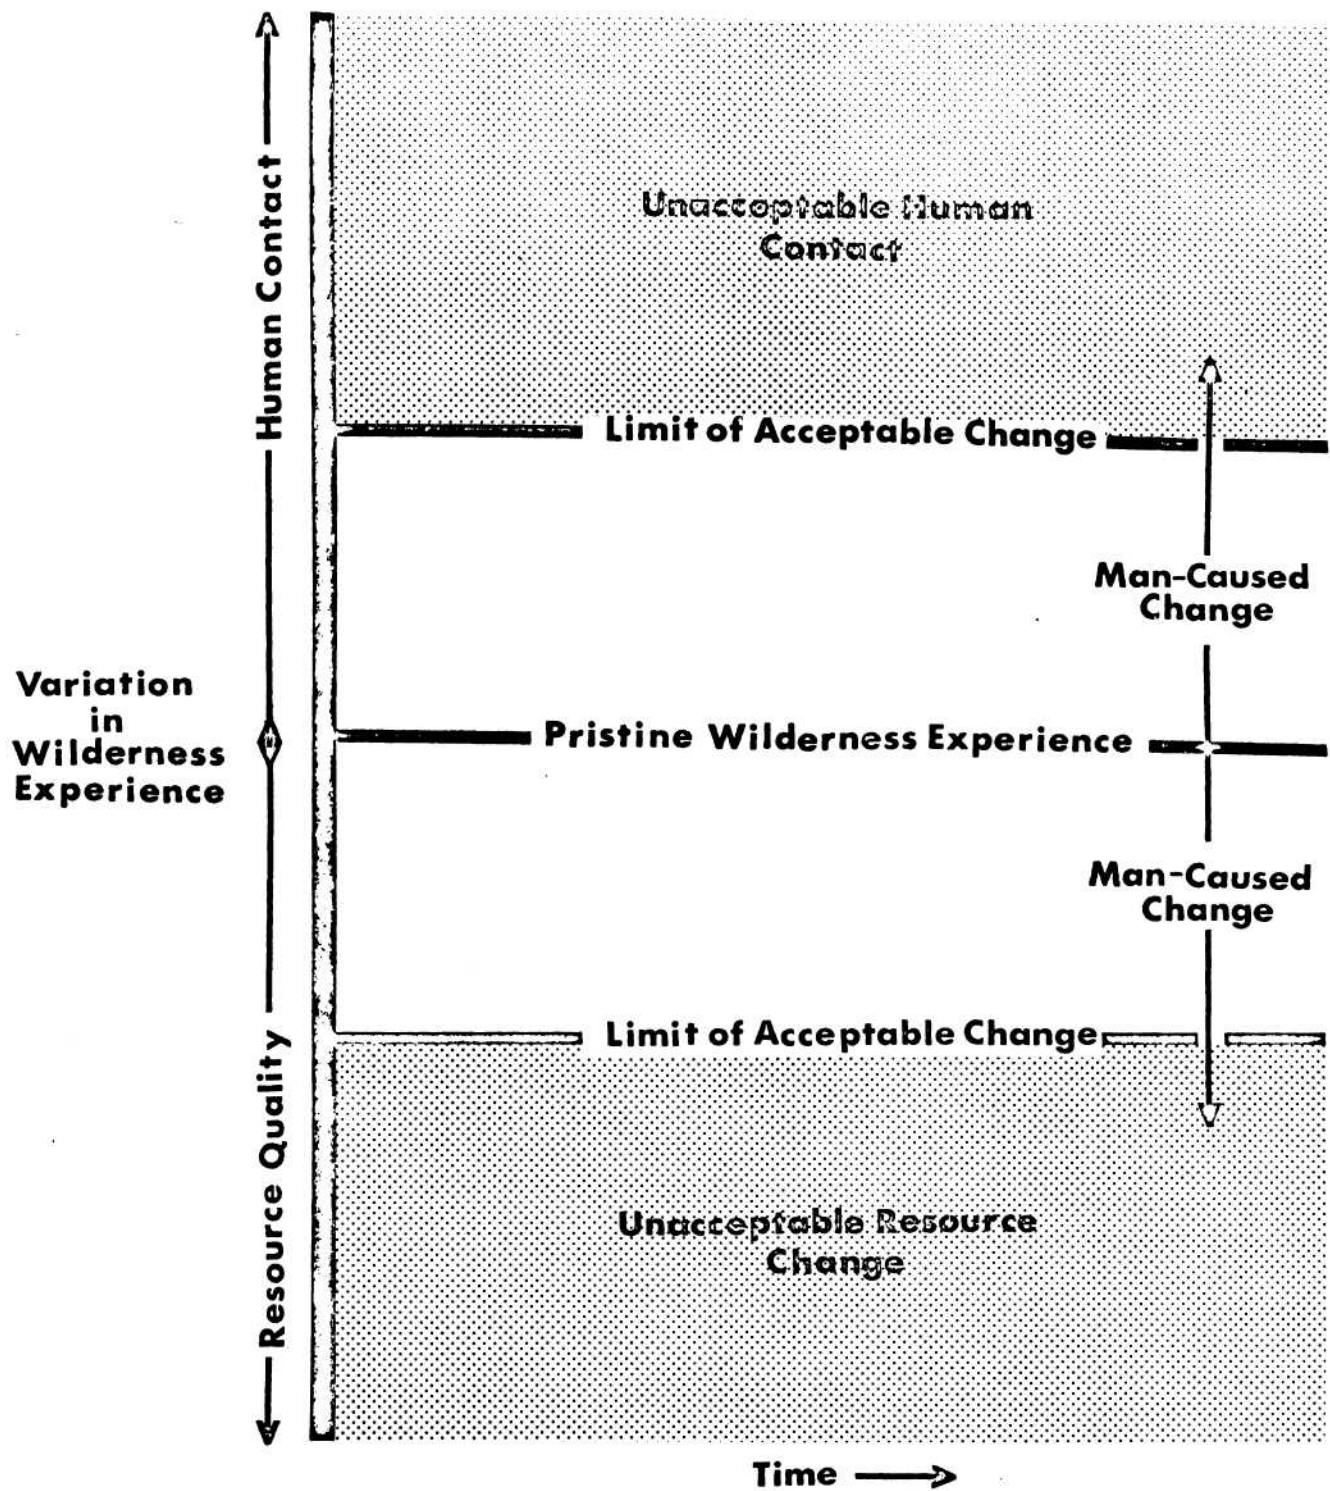 Human Contact
Unacceptable Human
Contact
Limit of Acceptable Change
Man-Caused
Change
Variation
in
Wilderness
Experience
Pristine Wilderness Experience
Man-Caused
Change
Limit of Acceptable Change
Resource Quality
Unacceptable Resource
Change
Time